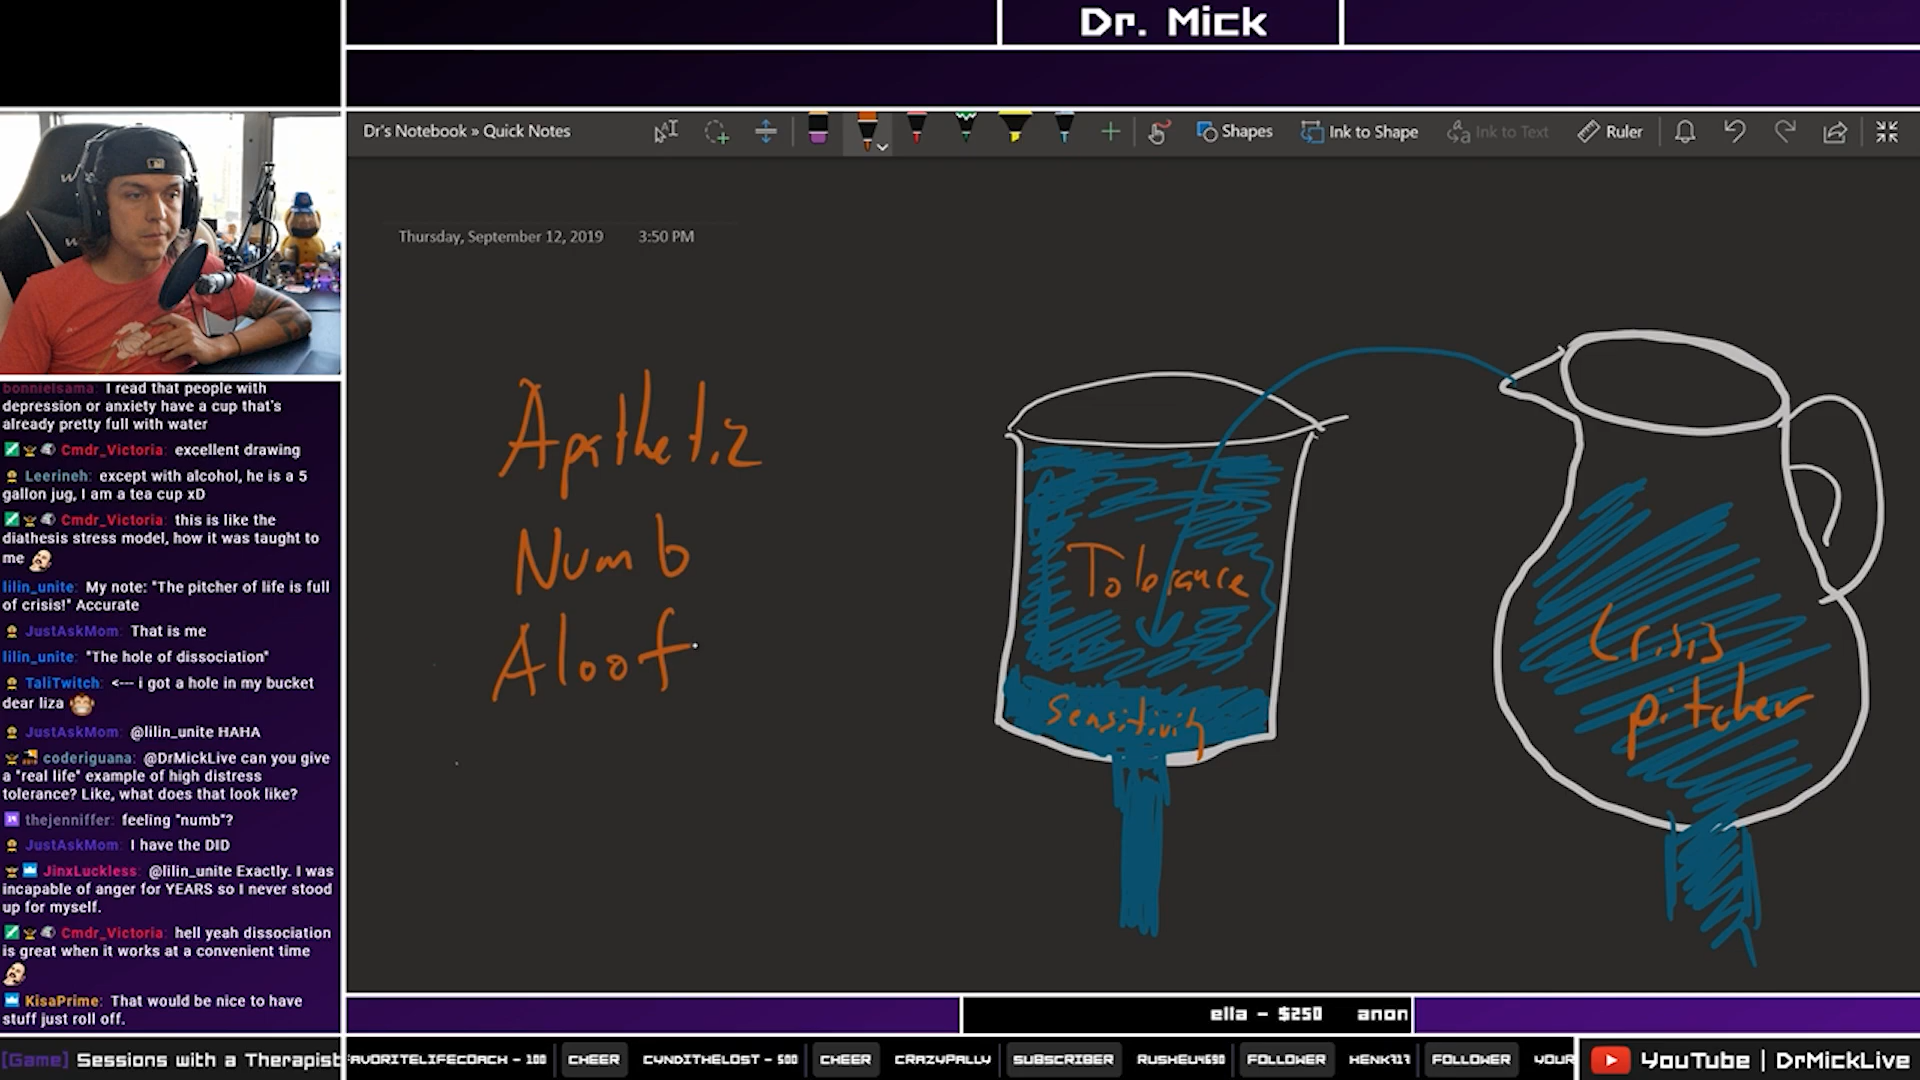 Dr. Mick
Dr's Notebook » Quick Notes
Shapes
Ink to Shape
Ink to Text
Ruler
Thursday, September 12, 2019 3:50 PM
Apathetic
Numb
Aloof
Tolerance
Sensitivity
Crisis
pitcher
bonnielsama: I read that people with
depression or anxiety have a cup that's
already pretty full with water
Cmdr_Victoria: excellent drawing
Leerineh: except with alcohol, he is a 5
gallon jug, I am a tea cup xD
Cmdr_Victoria: this is like the
diathesis stress model, how it was taught to
me
lilin_unite: My note: "The pitcher of life is full
of crisis!" Accurate
JustAskMom: That is me
lilin_unite: "The hole of dissociation"
TaliTwitch: <--- i got a hole in my bucket
dear liza
JustAskMom: @lilin_unite HAHA
coderiguana: @DrMickLive can you give
a "real life" example of high distress
tolerance? Like, what does that look like?
thejenniffer: feeling "numb"?
JustAskMom: I have the DID
JinxLuckless: @lilin_unite Exactly. I was
incapable of anger for YEARS so I never stood
up for myself.
Cmdr_Victoria: hell yeah dissociation
is great when it works at a convenient time
KisaPrime: That would be nice to have
stuff just roll off.
ella - $250 anon
[Game] Sessions with a Therapist
AVORITELIFECOACH - 100 CHEER CYNDITHELOST - 500 CHEER CRAZYPALLY SUBSCRIBER RUSHEU4690 FOLLOWER HENK717 FOLLOWER YOUR
YouTube | DrMickLive